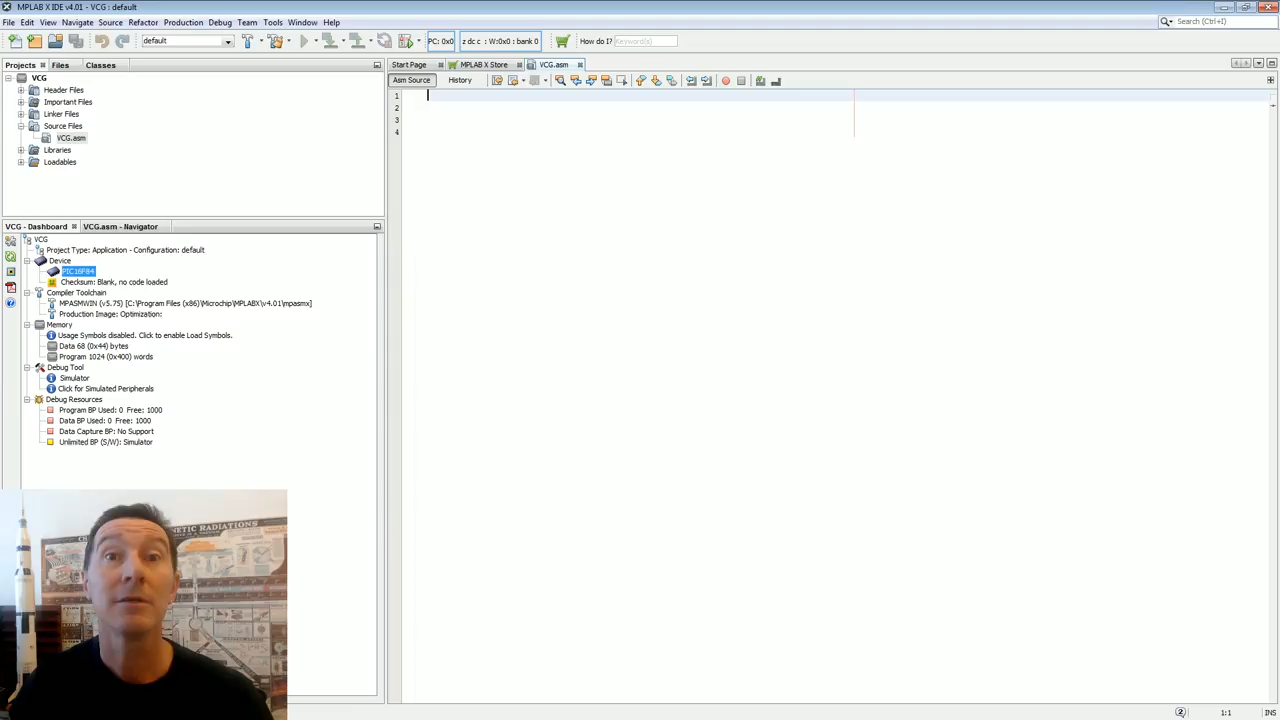 MPLAB X IDE v4.01 - VCG : default
File Edit View Navigate Source Refactor Production Debug Team Tools Window Help
Search (Ctrl+I)
default
PC: 0x0
z dc c : W:0x0 : bank 0
How do I?
(Keyword(s)
Projects
Files
Classes
Start Page
MPLAB X Store
VCG.asm
Asm Source
History
VCG
Header Files
Important Files
Linker Files
Source Files
VCG.asm
Libraries
Loadables
1
2
3
4
VCG - Dashboard
VCG.asm - Navigator
VCG
Project Type: Application - Configuration: default
Device
PIC16F84
Checksum: Blank, no code loaded
Compiler Toolchain
MPASMWIN (v5.75) [C:\Program Files (x86)\Microchip\MPLABX\v4.01\mpasmx]
Production Image: Optimization:
Memory
Usage Symbols disabled. Click to enable Load Symbols.
Data 68 (0x44) bytes
Program 1024 (0x400) words
Debug Tool
Simulator
Click for Simulated Peripherals
Debug Resources
Program BP Used: 0 Free: 1000
Data BP Used: 0 Free: 1000
Data Capture BP: No Support
Unlimited BP (S/W): Simulator
NETIC RADIATIONS
2
1:1
INS